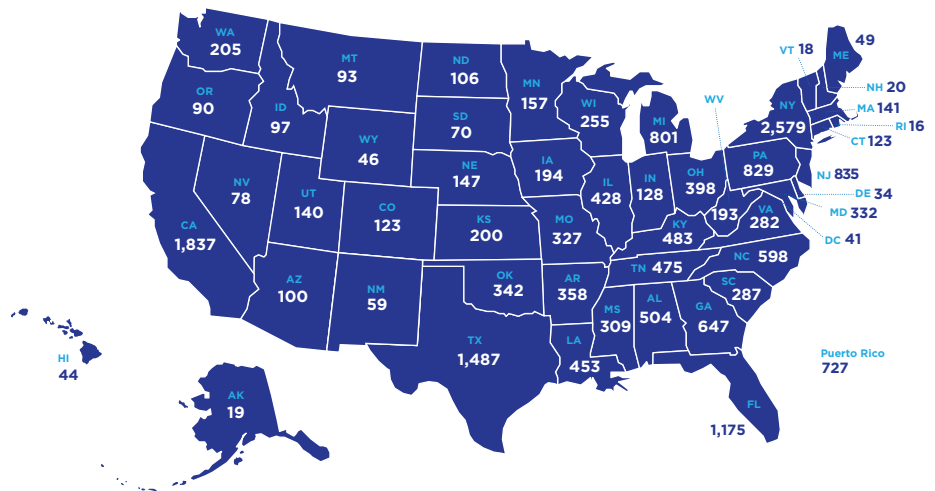 WA
205
OR
90
CA
1,837
NV
78
ID
97
MT
93
WY
46
UT
140
AZ
100
CO
123
NM
59
ND
106
SD
70
NE
147
KS
200
OK
342
TX
1,487
MN
157
IA
194
MO
327
AR
358
LA
453
WI
255
IL
428
MI
801
IN
128
OH
398
KY
483
TN 475
MS
309
AL
504
GA
647
FL
1,175
SC
287
NC 598
VA
282
WV
193
PA
829
NY
2,579
VT 18
ME
49
NH 20
MA 141
RI 16
CT 123
NJ 835
DE 34
MD 332
DC 41
HI
44
AK
19
Puerto Rico
727